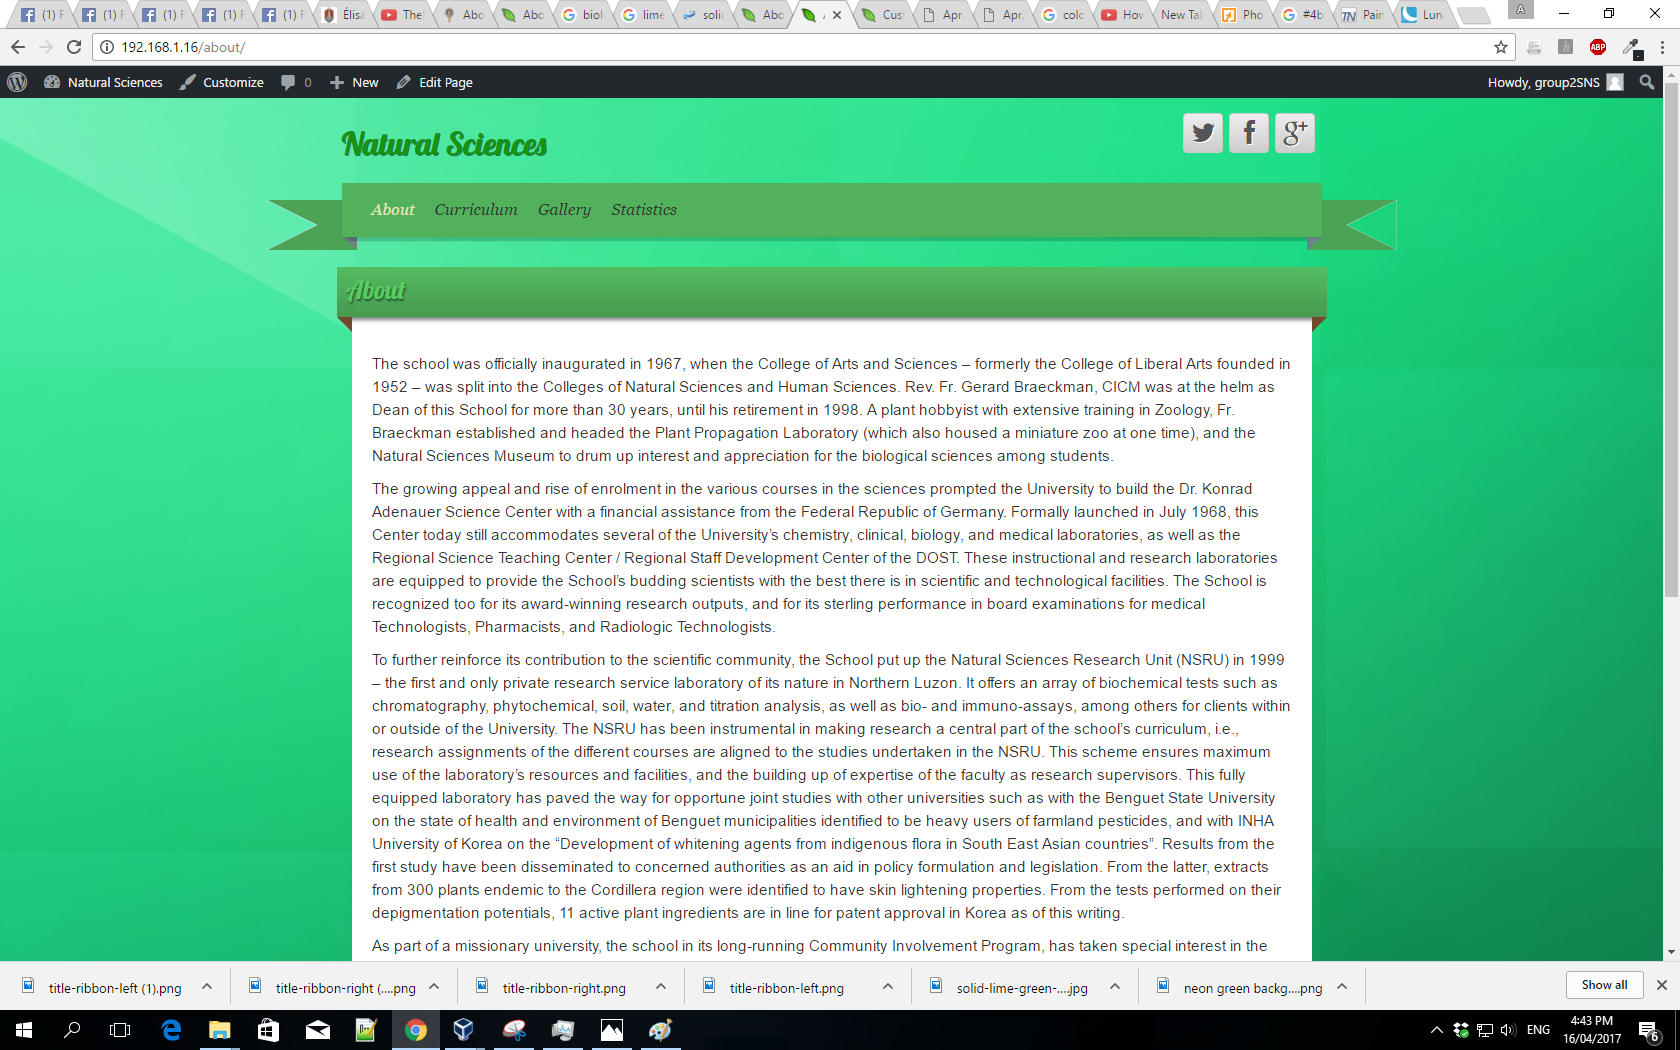 (1) F
(1) F
(1) F
(1) F
(1) F
Élisa
The
Abo
Abo
biol
lime
solid
Abo
Cust
Apr
Apr
colo
How
New Tab
Pho
#4b
Pain
Lun
A
192.168.1.16/about/
ABP
Natural Sciences
Customize
0
New
Edit Page
Howdy, group2SNS
Natural Sciences
f
g+
About
Curriculum
Gallery
Statistics
About
The school was officially inaugurated in 1967, when the College of Arts and Sciences – formerly the College of Liberal Arts founded in
1952 – was split into the Colleges of Natural Sciences and Human Sciences. Rev. Fr. Gerard Braeckman, CICM was at the helm as
Dean of this School for more than 30 years, until his retirement in 1998. A plant hobbyist with extensive training in Zoology, Fr.
Braeckman established and headed the Plant Propagation Laboratory (which also housed a miniature zoo at one time), and the
Natural Sciences Museum to drum up interest and appreciation for the biological sciences among students.
The growing appeal and rise of enrolment in the various courses in the sciences prompted the University to build the Dr. Konrad
Adenauer Science Center with a financial assistance from the Federal Republic of Germany. Formally launched in July 1968, this
Center today still accommodates several of the University's chemistry, clinical, biology, and medical laboratories, as well as the
Regional Science Teaching Center / Regional Staff Development Center of the DOST. These instructional and research laboratories
are equipped to provide the School's budding scientists with the best there is in scientific and technological facilities. The School is
recognized too for its award-winning research outputs, and for its sterling performance in board examinations for medical
Technologists, Pharmacists, and Radiologic Technologists.
To further reinforce its contribution to the scientific community, the School put up the Natural Sciences Research Unit (NSRU) in 1999
– the first and only private research service laboratory of its nature in Northern Luzon. It offers an array of biochemical tests such as
chromatography, phytochemical, soil, water, and titration analysis, as well as bio- and immuno-assays, among others for clients within
or outside of the University. The NSRU has been instrumental in making research a central part of the school's curriculum, i.e.,
research assignments of the different courses are aligned to the studies undertaken in the NSRU. This scheme ensures maximum
use of the laboratory's resources and facilities, and the building up of expertise of the faculty as research supervisors. This fully
equipped laboratory has paved the way for opportune joint studies with other universities such as with the Benguet State University
on the state of health and environment of Benguet municipalities identified to be heavy users of farmland pesticides, and with INHA
University of Korea on the “Development of whitening agents from indigenous flora in South East Asian countries”. Results from the
first study have been disseminated to concerned authorities as an aid in policy formulation and legislation. From the latter, extracts
from 300 plants endemic to the Cordillera region were identified to have skin lightening properties. From the tests performed on their
depigmentation potentials, 11 active plant ingredients are in line for patent approval in Korea as of this writing.
As part of a missionary university, the school in its long-running Community Involvement Program, has taken special interest in the
title-ribbon-left (1).png
title-ribbon-right (....png
title-ribbon-right.png
title-ribbon-left.png
solid-lime-green-....jpg
neon green backg....png
Show all
ENG
4:43 PM
16/04/2017
6